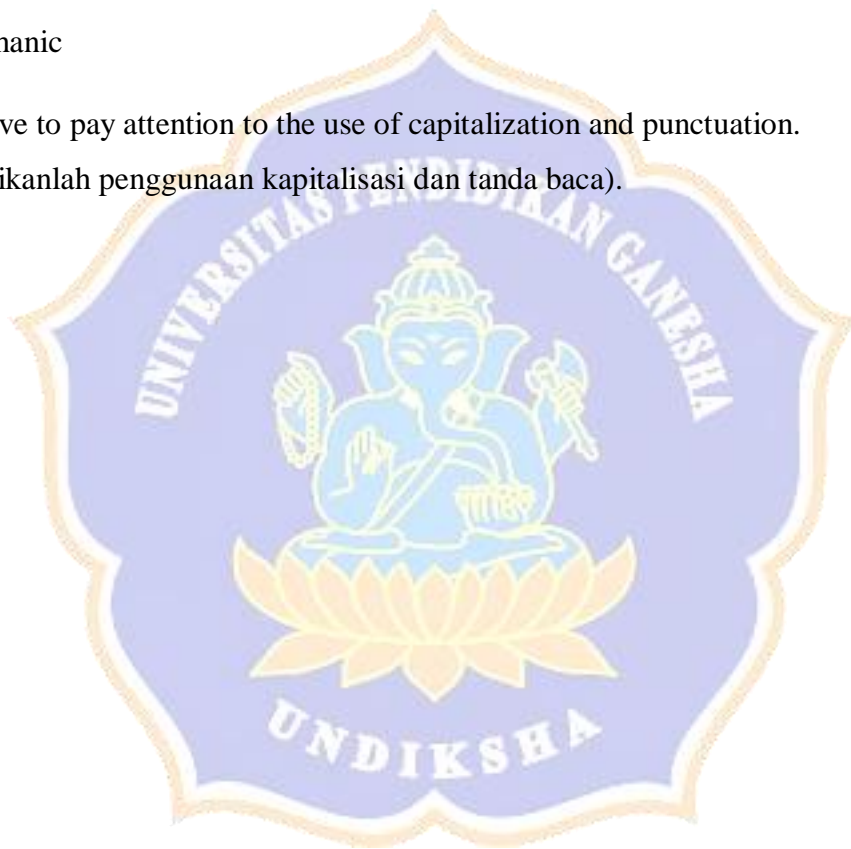 hanic
ve to pay attention to the use of capitalization and punctuation.
ikanlah penggunaan kapitalisasi dan tanda baca).
UNIVERSITAS PENDIDIKAN GANESHA
UNDIKSHA